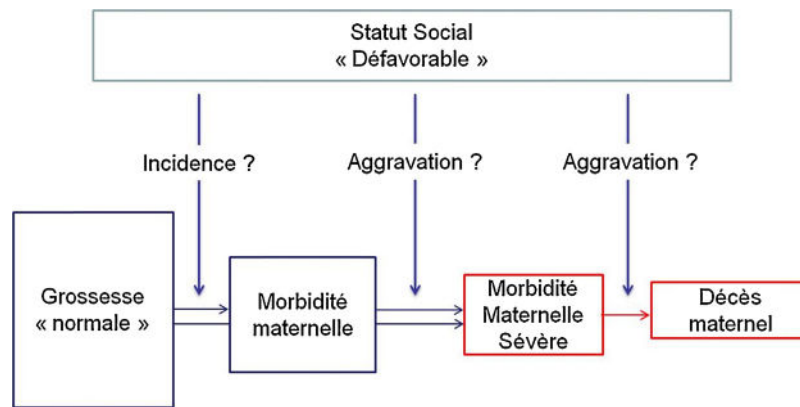 Statut Social
« Défavorable »
Incidence ?
Aggravation ?
Aggravation ?
Grossesse
« normale »
Morbidité
maternelle
Morbidité
Maternelle
Sévère
Décès
maternel